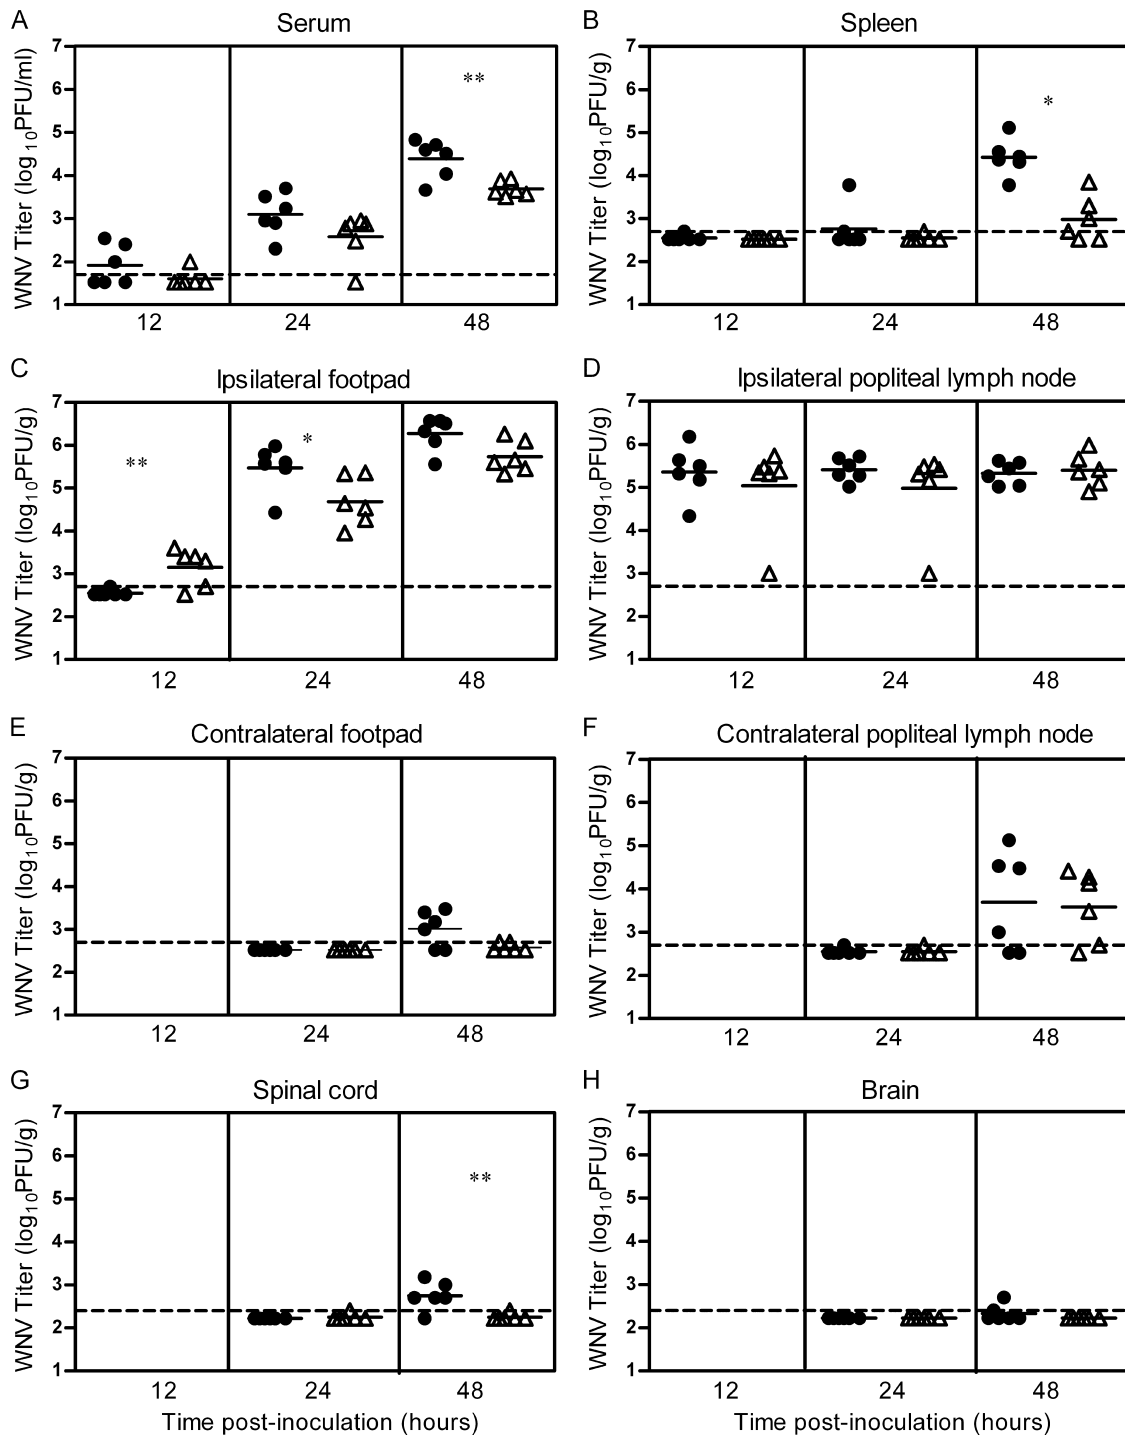 A Serum
WNV Titer (log10PFU/ml)
7
6
5
4
3
2
1
**
12 24 48
B Spleen
WNV Titer (log10PFU/g)
7
6
5
4
3
2
1
*
12 24 48
C Ipsilateral footpad
WNV Titer (log10PFU/g)
7
6
5
4
3
2
1
** *
12 24 48
D Ipsilateral popliteal lymph node
WNV Titer (log10PFU/g)
7
6
5
4
3
2
1
12 24 48
E Contralateral footpad
WNV Titer (log10PFU/g)
7
6
5
4
3
2
1
12 24 48
F Contralateral popliteal lymph node
WNV Titer (log10PFU/g)
7
6
5
4
3
2
1
12 24 48
G Spinal cord
WNV Titer (log10PFU/g)
7
6
5
4
3
2
1
**
12 24 48
Time post-inoculation (hours)
H Brain
WNV Titer (log10PFU/g)
7
6
5
4
3
2
1
12 24 48
Time post-inoculation (hours)